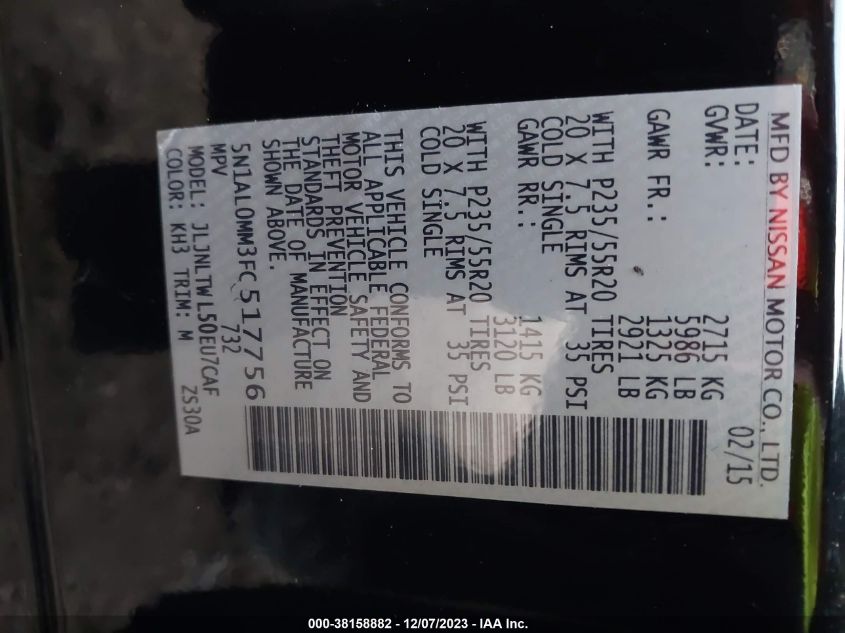 MFD BY NISSAN MOTOR CO., LTD.
DATE: 02/15
GVWR: 2715 KG
5986 LB
GAWR FR.: 1325 KG
2921 LB
WITH P235/55R20 TIRES
20 X 7.5 RIMS AT 35 PSI
COLD SINGLE
GAWR RR.: 1415 KG
3120 LB
WITH P235/55R20 TIRES
20 X 7.5 RIMS AT 35 PSI
COLD SINGLE
THIS VEHICLE CONFORMS TO
ALL APPLICABLE FEDERAL
MOTOR VEHICLE SAFETY AND
THEFT PREVENTION
STANDARDS IN EFFECT ON
THE DATE OF MANUFACTURE
SHOWN ABOVE.
5N1AL0MM3FC517756
MPV 732
MODEL: JLJNLTWL50EU7CAF
COLOR: KH3 TRIM: M ZS30A
000-38158882 - 12/07/2023 - IAA Inc.